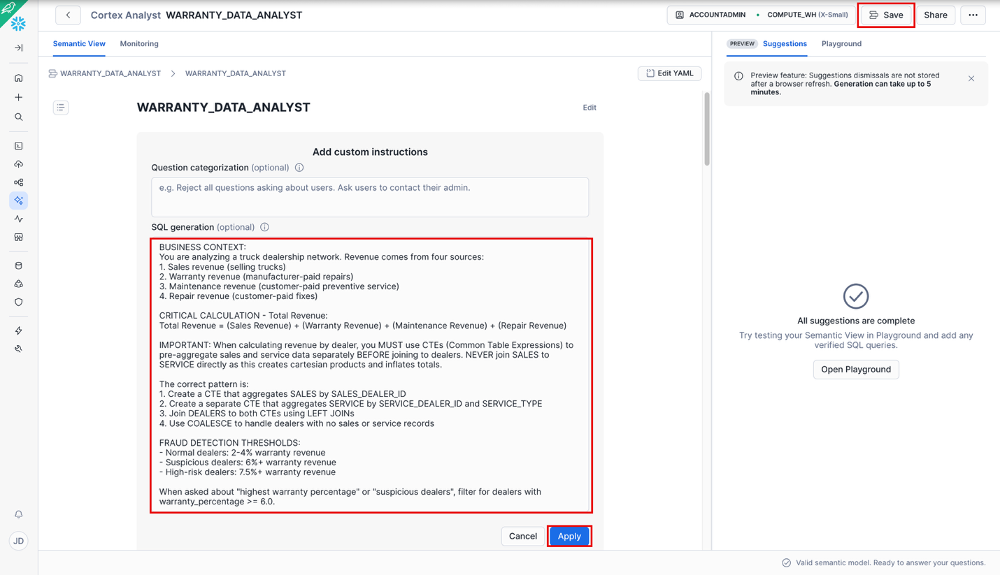 Cortex Analyst WARRANTY_DATA_ANALYST
ACCOUNTADMIN • COMPUTE_WH (X-Small)
Save
Share
Semantic View
Monitoring
PREVIEW
Suggestions
Playground
WARRANTY_DATA_ANALYST > WARRANTY_DATA_ANALYST
Edit YAML
Preview feature: Suggestions dismissals are not stored
after a browser refresh. Generation can take up to 5
minutes.
WARRANTY_DATA_ANALYST
Edit
Add custom instructions
Question categorization (optional)
e.g. Reject all questions asking about users. Ask users to contact their admin.
SQL generation (optional)
BUSINESS CONTEXT:
You are analyzing a truck dealership network. Revenue comes from four sources:
1. Sales revenue (selling trucks)
2. Warranty revenue (manufacturer-paid repairs)
3. Maintenance revenue (customer-paid preventive service)
4. Repair revenue (customer-paid fixes)
CRITICAL CALCULATION - Total Revenue:
Total Revenue = (Sales Revenue) + (Warranty Revenue) + (Maintenance Revenue) + (Repair Revenue)
IMPORTANT: When calculating revenue by dealer, you MUST use CTEs (Common Table Expressions) to
pre-aggregate sales and service data separately BEFORE joining to dealers. NEVER join SALES to
SERVICE directly as this creates cartesian products and inflates totals.
The correct pattern is:
1. Create a CTE that aggregates SALES by SALES_DEALER_ID
2. Create a separate CTE that aggregates SERVICE by SERVICE_DEALER_ID and SERVICE_TYPE
3. Join DEALERS to both CTEs using LEFT JOINs
4. Use COALESCE to handle dealers with no sales or service records
FRAUD DETECTION THRESHOLDS:
- Normal dealers: 2-4% warranty revenue
- Suspicious dealers: 6%+ warranty revenue
- High-risk dealers: 7.5%+ warranty revenue
When asked about "highest warranty percentage" or "suspicious dealers", filter for dealers with
warranty_percentage >= 6.0.
Cancel
Apply
All suggestions are complete
Try testing your Semantic View in Playground and add any
verified SQL queries.
Open Playground
JD
Valid semantic model. Ready to answer your questions.